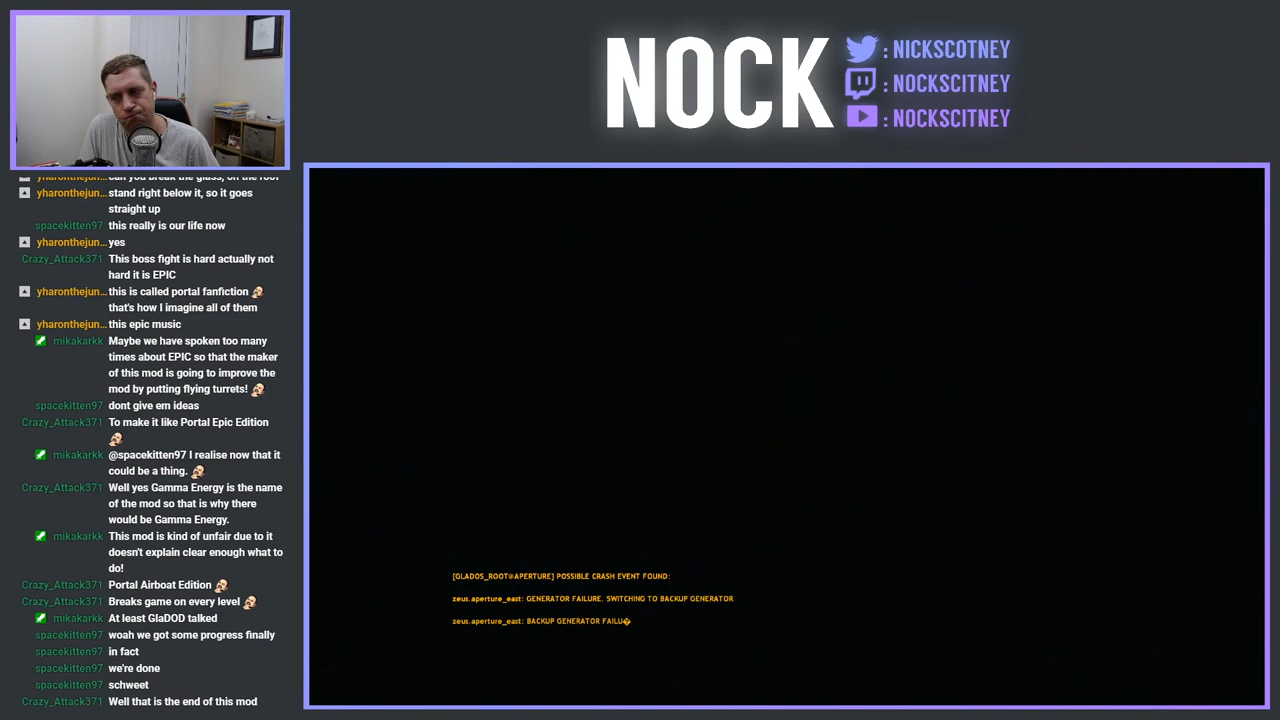 NOCK
: NICKSCOTNEY
: NOCKSCITNEY
: NOCKSCITNEY
yharonthejun... can you break the glass, on the roof
yharonthejun... stand right below it, so it goes
straight up
spacekitten97 this really is our life now
yharonthejun... yes
Crazy_Attack371 This boss fight is hard actually not
hard it is EPIC
yharonthejun... this is called portal fanfiction
that's how I imagine all of them
yharonthejun... this epic music
mikakarkk Maybe we have spoken too many
times about EPIC so that the maker
of this mod is going to improve the
mod by putting flying turrets!
spacekitten97 dont give em ideas
Crazy_Attack371 To make it like Portal Epic Edition
mikakarkk @spacekitten97 I realise now that it
could be a thing.
Crazy_Attack371 Well yes Gamma Energy is the name
of the mod so that is why there
would be Gamma Energy.
mikakarkk This mod is kind of unfair due to it
doesn't explain clear enough what to
do!
Crazy_Attack371 Portal Airboat Edition
Crazy_Attack371 Breaks game on every level
mikakarkk At least GlaDOD talked
spacekitten97 woah we got some progress finally
spacekitten97 in fact
spacekitten97 we're done
spacekitten97 schweet
Crazy_Attack371 Well that is the end of this mod
[GLADOS_ROOT@APERTURE] POSSIBLE CRASH EVENT FOUND:
zeus.aperture_east: GENERATOR FAILURE. SWITCHING TO BACKUP GENERATOR
zeus.aperture_east: BACKUP GENERATOR FAILU�